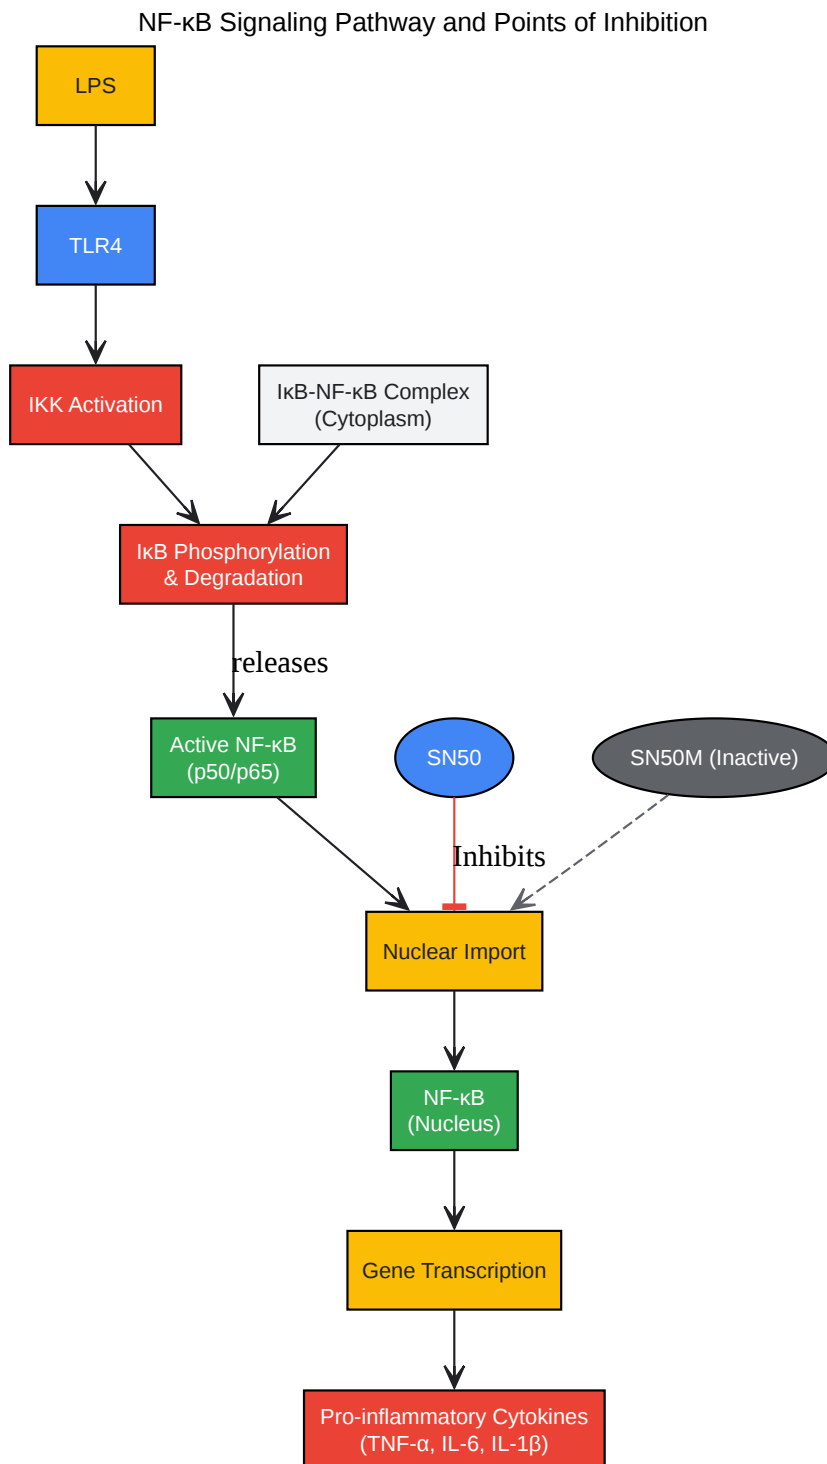 NF-κB Signaling Pathway and Points of Inhibition
LPS
TLR4
IKK Activation
IκB-NF-κB Complex
(Cytoplasm)
IκB Phosphorylation
& Degradation
releases
Active NF-κB
(p50/p65)
SN50
SN50M (Inactive)
Inhibits
Nuclear Import
NF-κB
(Nucleus)
Gene Transcription
Pro-inflammatory Cytokines
(TNF-α, IL-6, IL-1β)